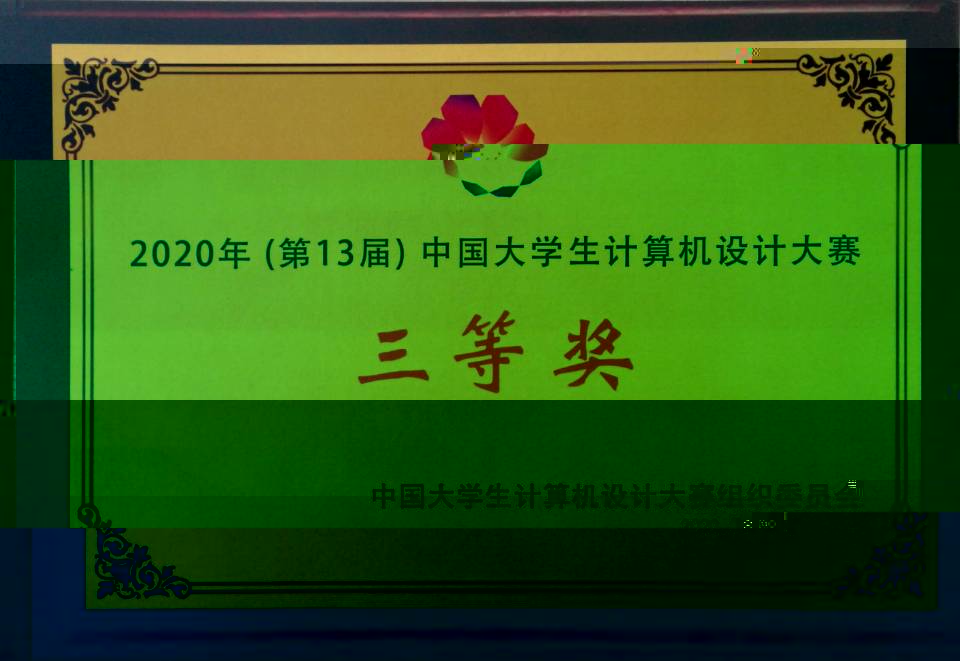 2020年 (第13届) 中国大学生计算机设计大赛
三等奖
中国大学生计算机设计大赛组织委员会